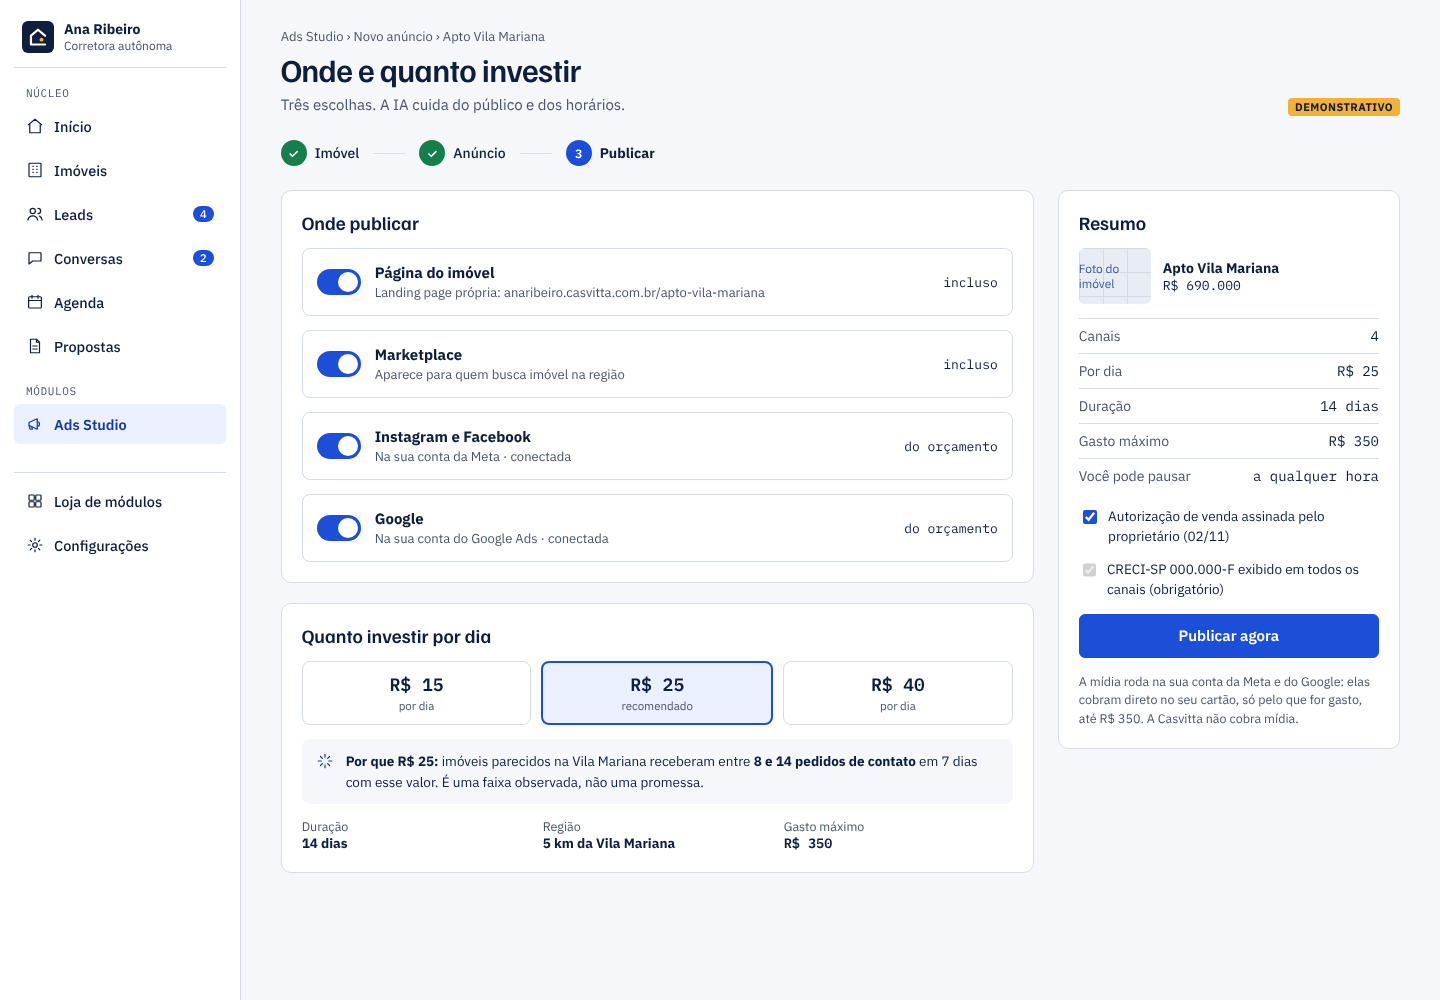 Ana Ribeiro
Corretora autônoma
NÚCLEO
Início
Imóveis
Leads
4
Conversas
2
Agenda
Propostas
MÓDULOS
Ads Studio
Loja de módulos
Configurações
Ads Studio › Novo anúncio › Apto Vila Mariana
Onde e quanto investir
Três escolhas. A IA cuida do público e dos horários.
DEMONSTRATIVO
Imóvel
Anúncio
3
Publicar
Onde publicar
Página do imóvel
Landing page própria: anaribeiro.casvitta.com.br/apto-vila-mariana
incluso
Marketplace
Aparece para quem busca imóvel na região
incluso
Instagram e Facebook
Na sua conta da Meta · conectada
do orçamento
Google
Na sua conta do Google Ads · conectada
do orçamento
Quanto investir por dia
R$ 15
por dia
R$ 25
recomendado
R$ 40
por dia
Por que R$ 25: imóveis parecidos na Vila Mariana receberam entre 8 e 14 pedidos de contato em 7 dias
com esse valor. É uma faixa observada, não uma promessa.
Duração
14 dias
Região
5 km da Vila Mariana
Gasto máximo
R$ 350
Resumo
Foto do
imóvel
Apto Vila Mariana
R$ 690.000
Canais
4
Por dia
R$ 25
Duração
14 dias
Gasto máximo
R$ 350
Você pode pausar
a qualquer hora
Autorização de venda assinada pelo
proprietário (02/11)
CRECI-SP 000.000-F exibido em todos os
canais (obrigatório)
Publicar agora
A mídia roda na sua conta da Meta e do Google: elas
cobram direto no seu cartão, só pelo que for gasto,
até R$ 350. A Casvitta não cobra mídia.